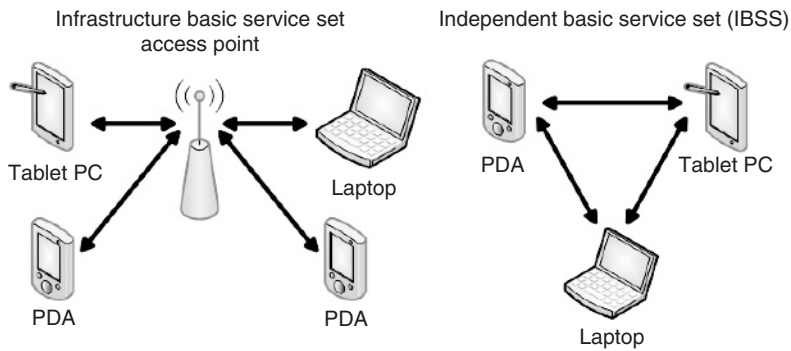 Infrastructure basic service set
access point
Independent basic service set (IBSS)
Tablet PC
Laptop
PDA
PDA
PDA
Tablet PC
Laptop